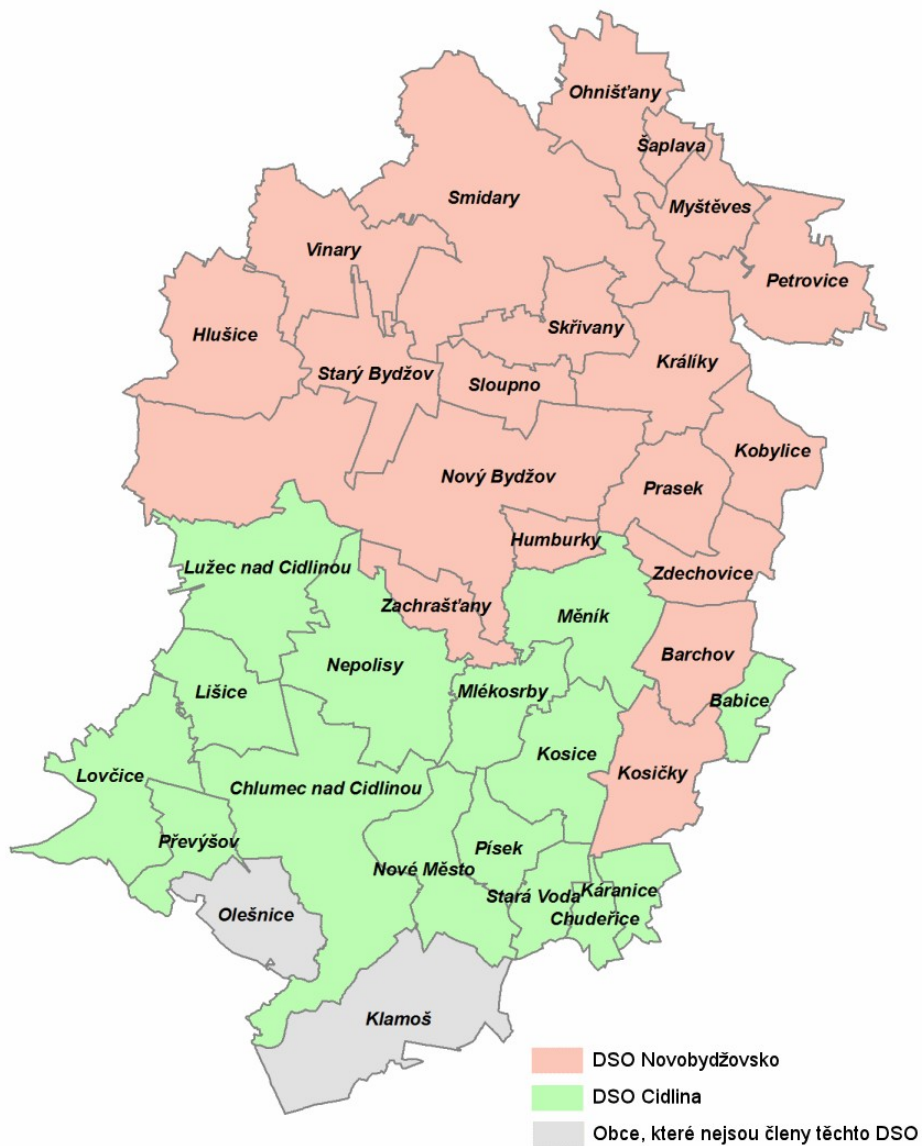 Ohnišťany
Šaplava
Smidary
Myštěves
Vinary
Petrovice
Hlušice
Skřivany
Králíky
Starý Bydžov
Sloupno
Kobylice
Nový Bydžov
Prasek
Humburky
Lužec nad Cidlinou
Zdechovice
Zachrašťany
Měník
Barchov
Nepolisy
Mlékosrby
Lišice
Babice
Kosice
Kosičky
Lovčice
Chlumec nad Cidlinou
Převýšov
Písek
Nové Město
Káranice
Stará Voda
Olešnice
Chudeřice
Klamoš
DSO Novobydžovsko
DSO Cidlina
Obce, které nejsou členy těchto DSO